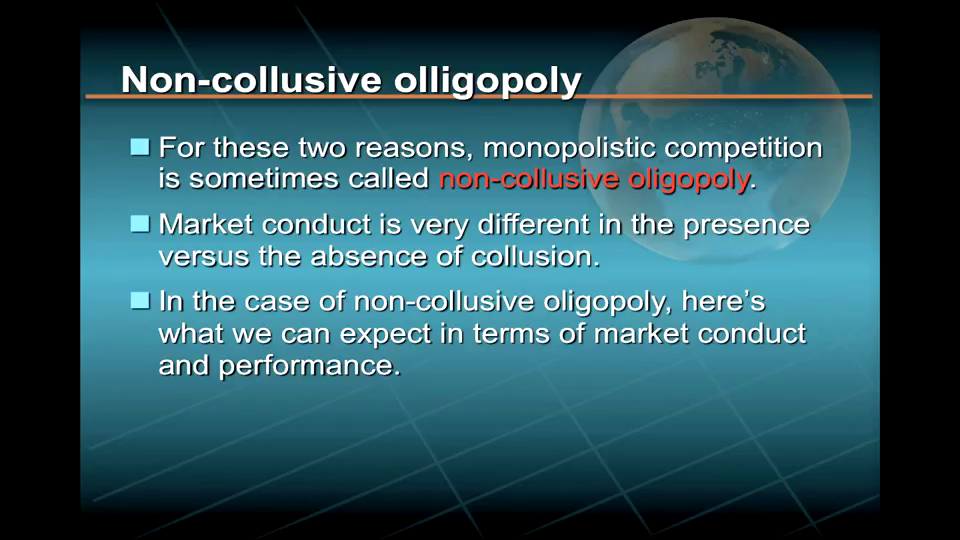 Non-collusive olligopoly
For these two reasons, monopolistic competition
is sometimes called non-collusive oligopoly.
Market conduct is very different in the presence
versus the absence of collusion.
In the case of non-collusive oligopoly, here’s
what we can expect in terms of market conduct
and performance.